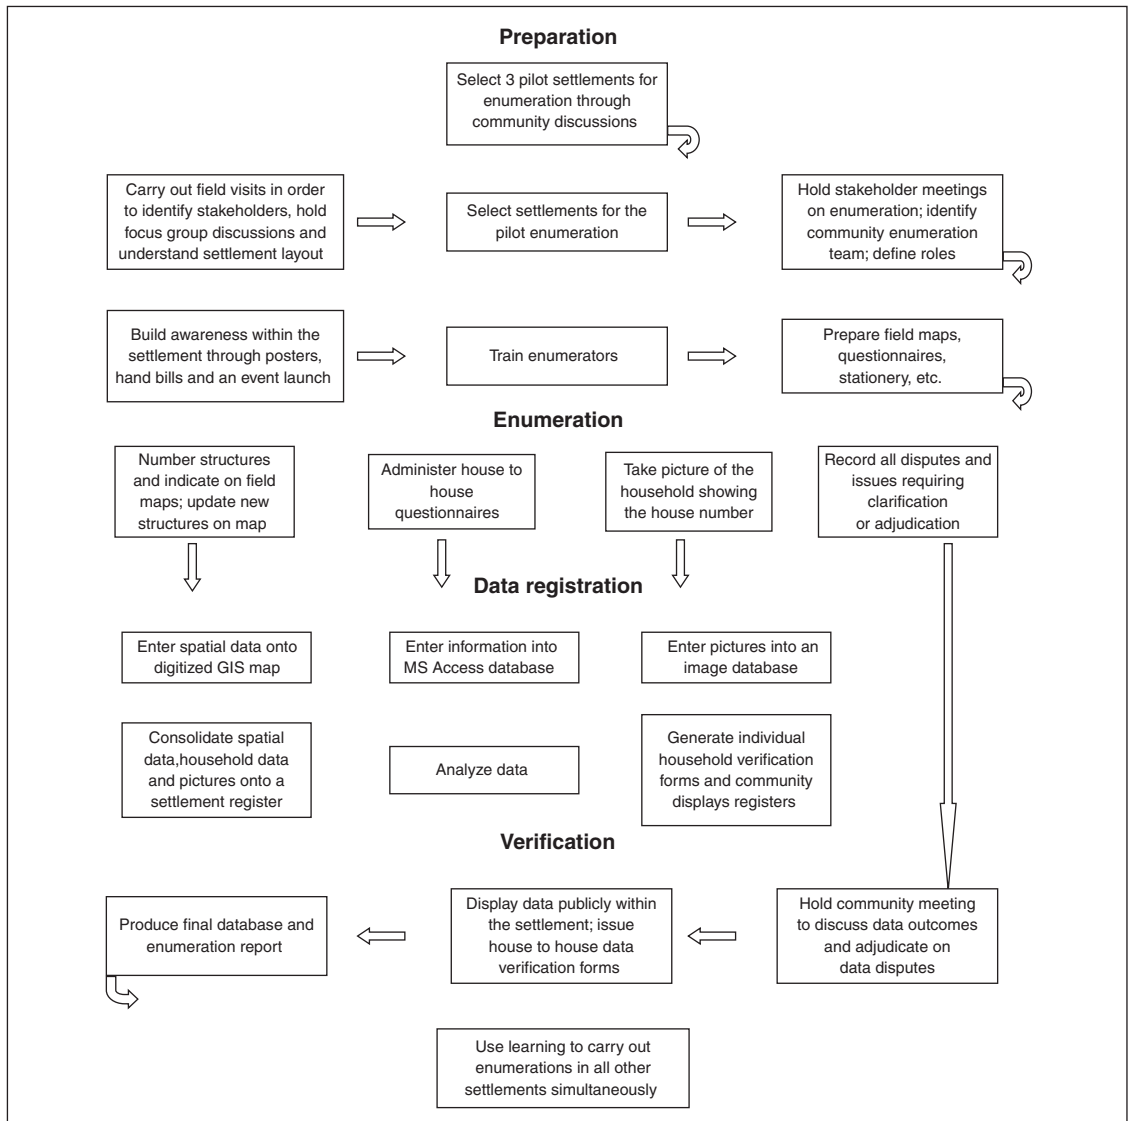 Preparation
Select 3 pilot settlements for
enumeration through
community discussions
Carry out field visits in order
to identify stakeholders, hold
focus group discussions and
understand settlement layout
Select settlements for the
pilot enumeration
Hold stakeholder meetings
on enumeration; identify
community enumeration
team; define roles
Build awareness within the
settlement through posters,
hand bills and an event launch
Train enumerators
Prepare field maps,
questionnaires,
stationery, etc.
Enumeration
Number structures
and indicate on field
maps; update new
structures on map
Administer house to
house
questionnaires
Take picture of the
household showing
the house number
Record all disputes and
issues requiring
clarification
or adjudication
Data registration
Enter spatial data onto
digitized GIS map
Enter information into
MS Access database
Enter pictures into an
image database
Consolidate spatial
data,household data
and pictures onto a
settlement register
Analyze data
Generate individual
household verification
forms and community
displays registers
Verification
Produce final database and
enumeration report
Display data publicly within
the settlement; issue
house to house data
verification forms
Hold community meeting
to discuss data outcomes
and adjudicate on
data disputes
Use learning to carry out
enumerations in all other
settlements simultaneously